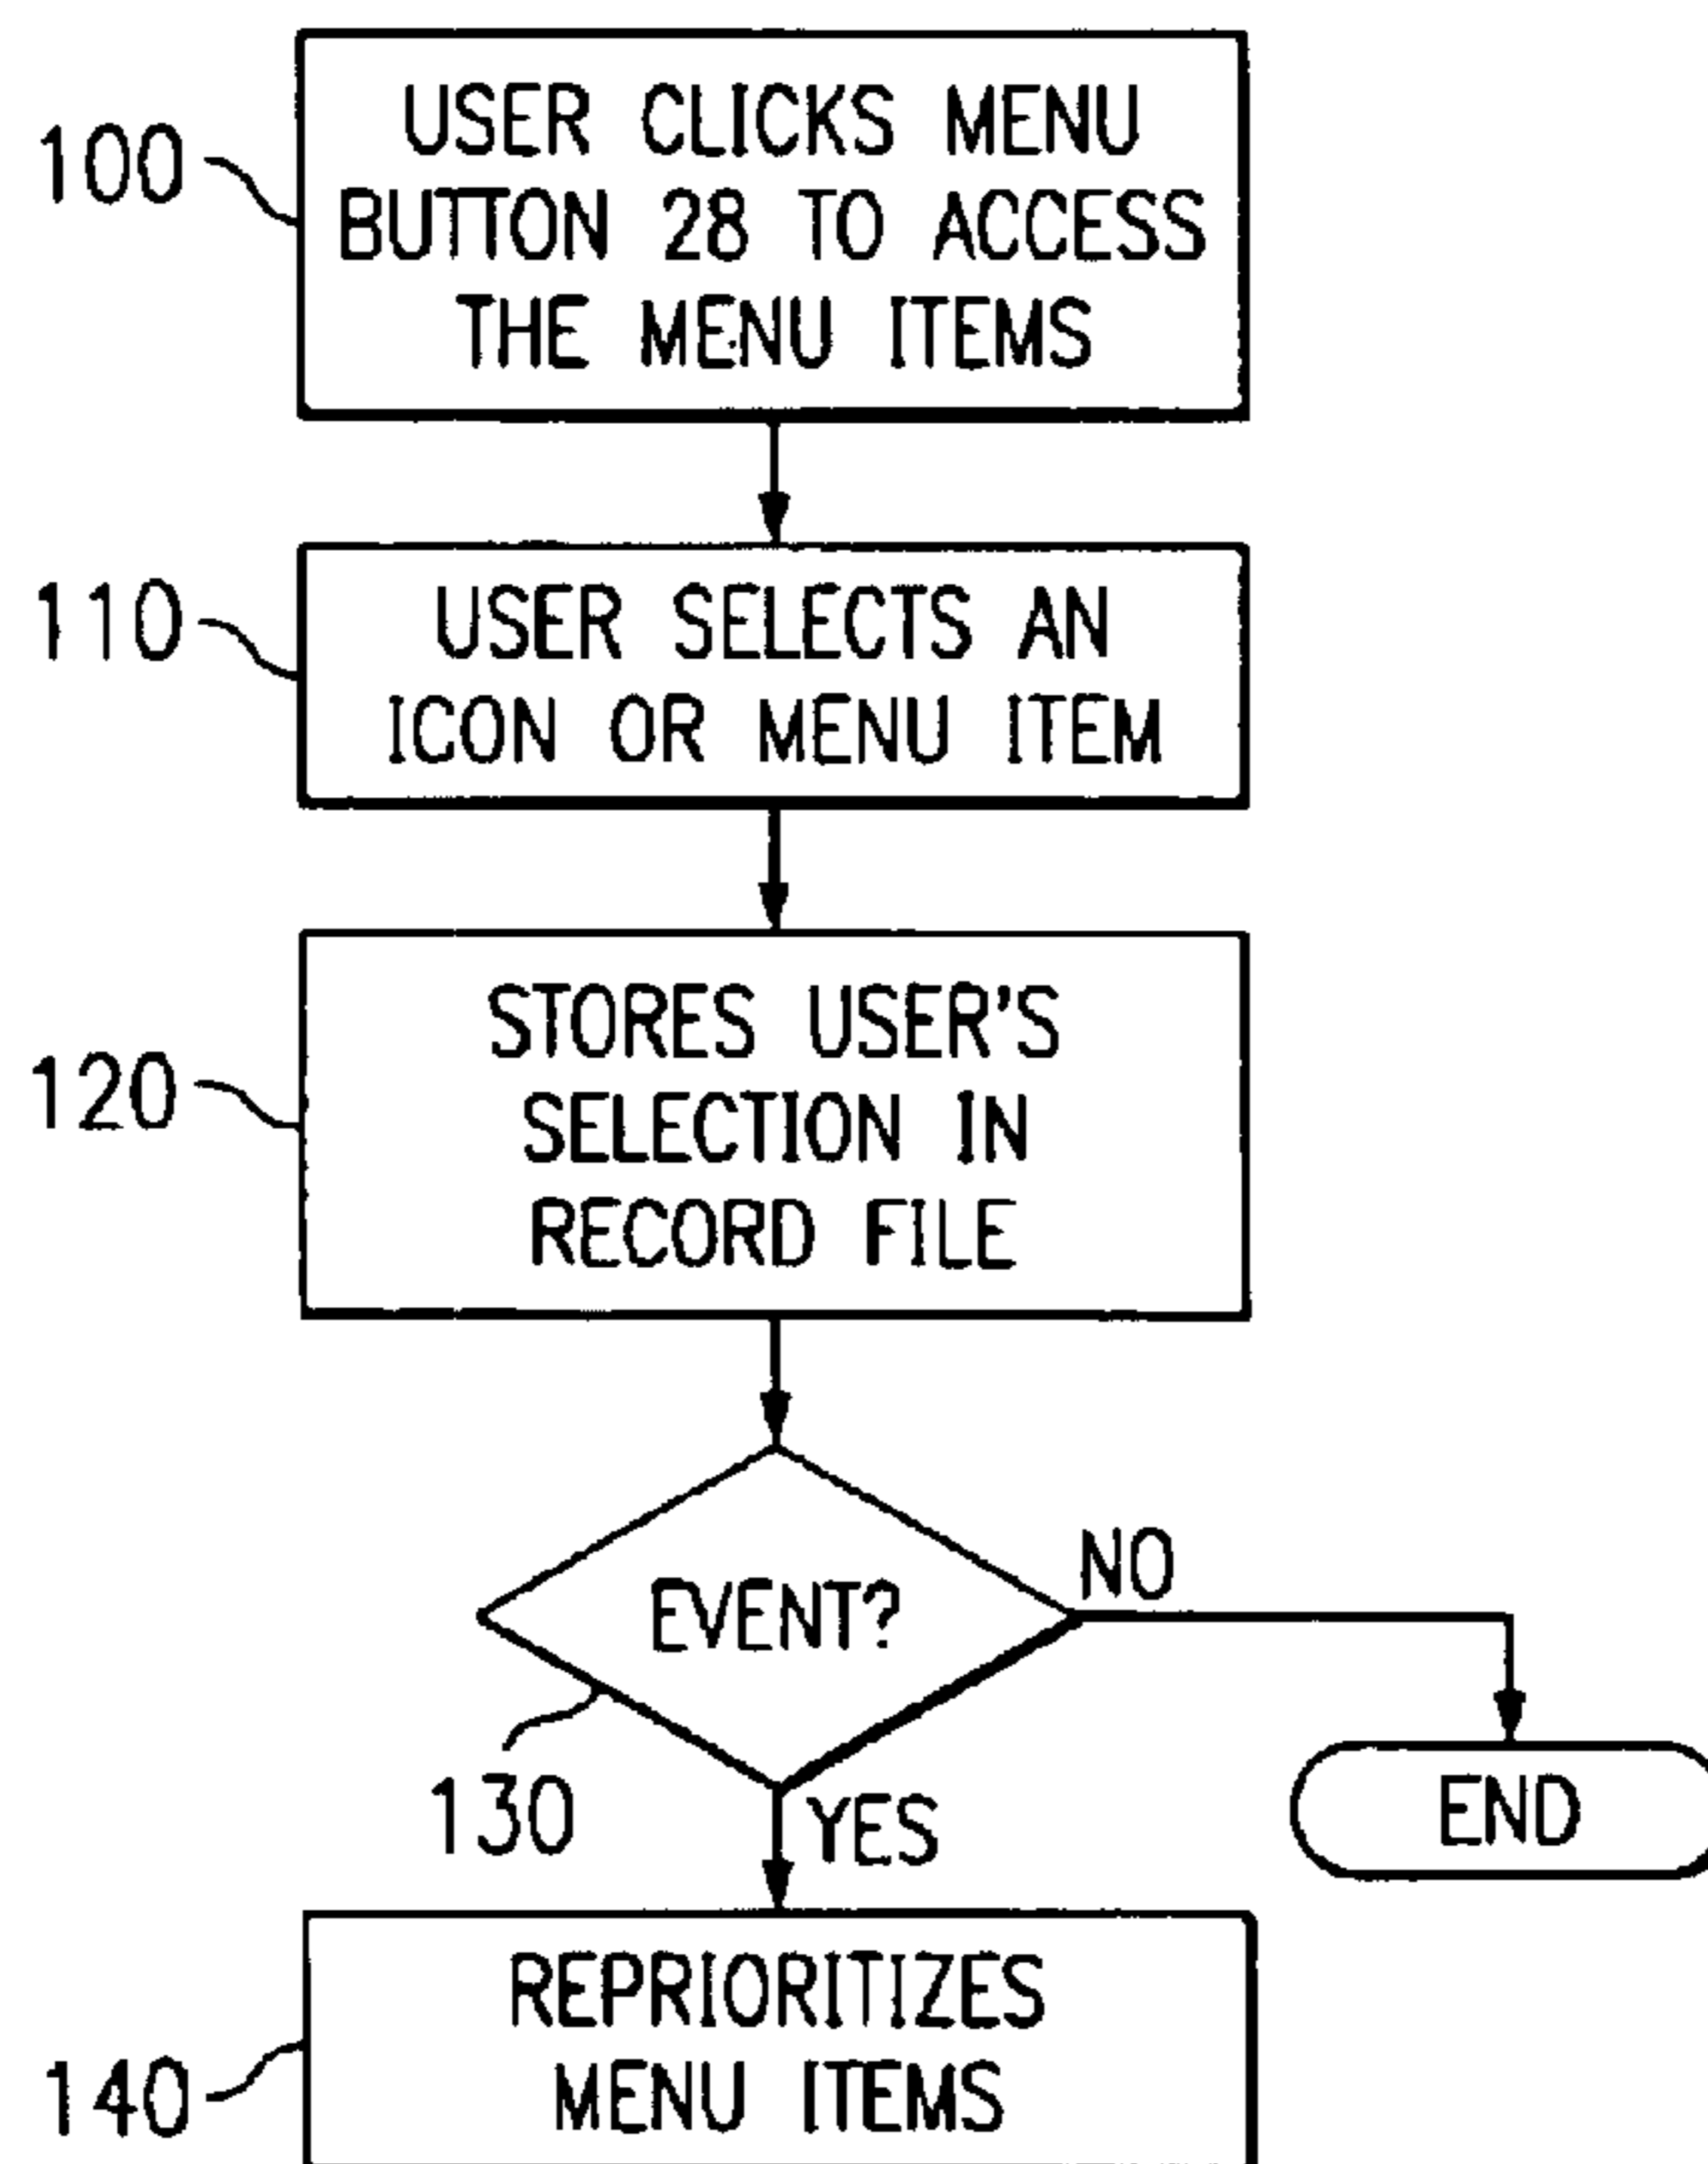 100
USER CLICKS MENU
BUTTON 28 TO ACCESS
THE MENU ITEMS
110
USER SELECTS AN
ICON OR MENU ITEM
120
STORES USER'S
SELECTION IN
RECORD FILE
EVENT?
NO
130
YES
END
140
REPRIORITIZES
MENU ITEMS